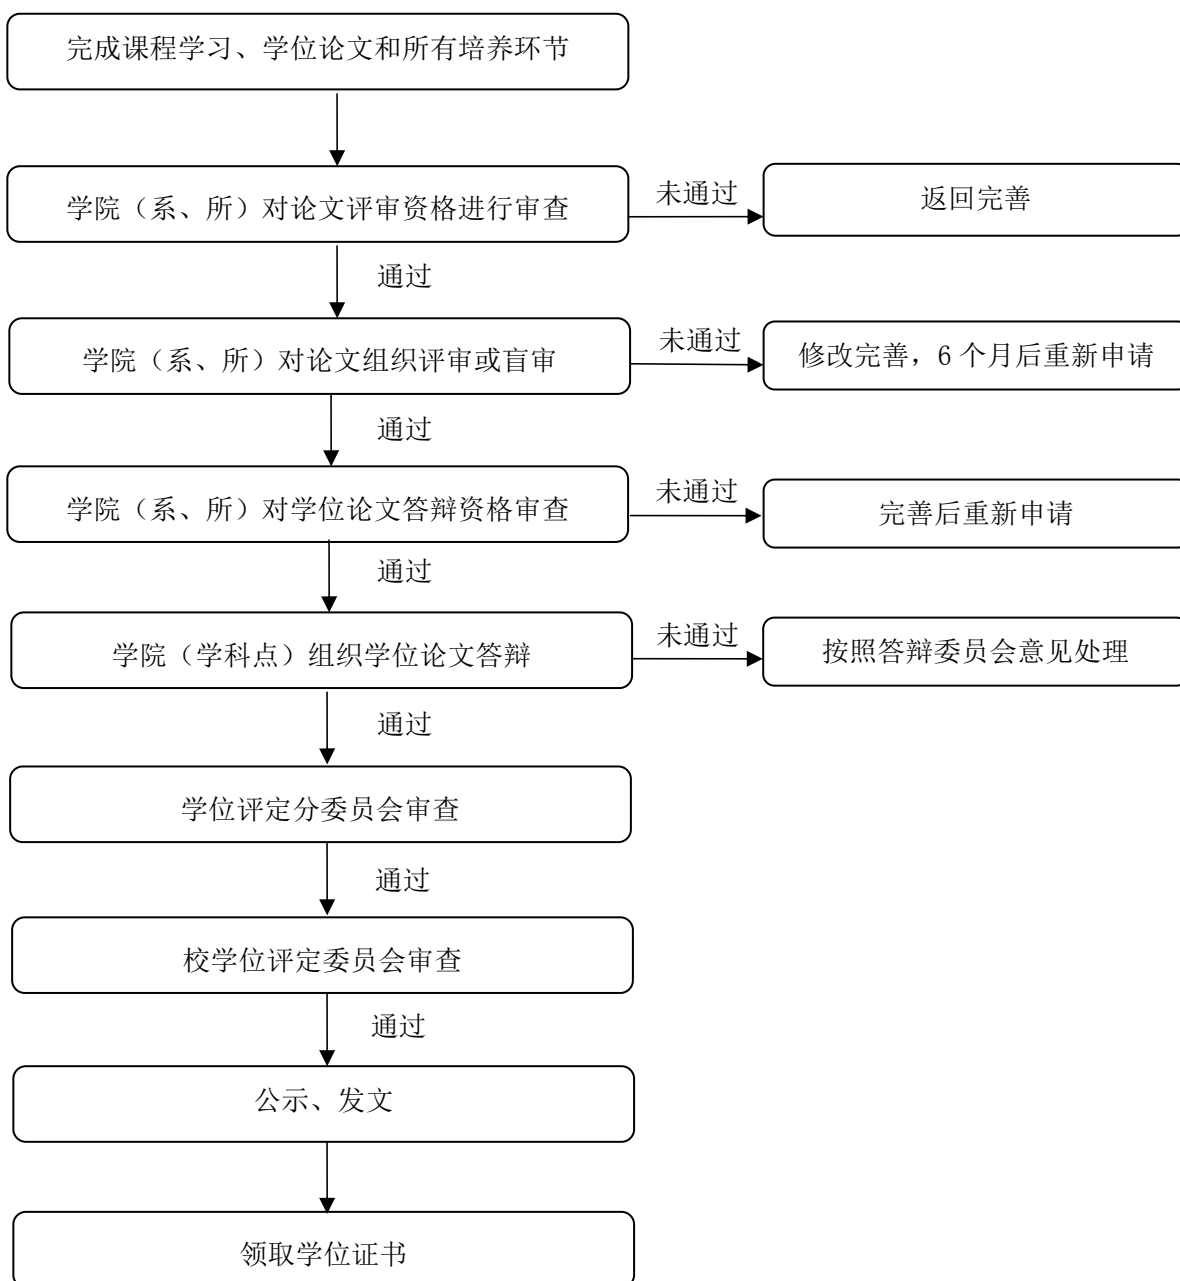 完成课程学习、学位论文和所有培养环节
学院（系、所）对论文评审资格进行审查
未通过
返回完善
通过
学院（系、所）对论文组织评审或盲审
未通过
修改完善，6 个月后重新申请
通过
学院（系、所）对学位论文答辩资格审查
未通过
完善后重新申请
通过
学院（学科点）组织学位论文答辩
未通过
按照答辩委员会意见处理
通过
学位评定分委员会审查
通过
校学位评定委员会审查
通过
公示、发文
领取学位证书